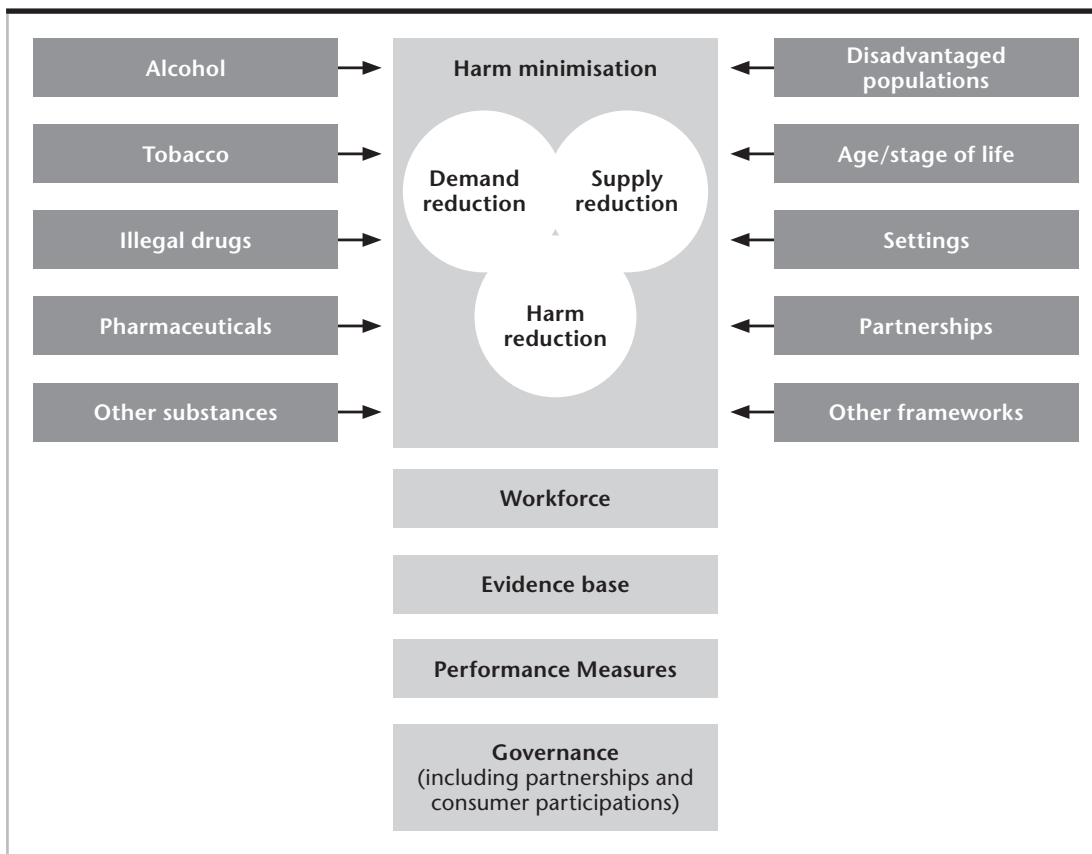 Alcohol
Tobacco
Illegal drugs
Pharmaceuticals
Other substances
Harm minimisation
Demand
reduction
Supply
reduction
Harm
reduction
Disadvantaged
populations
Age/stage of life
Settings
Partnerships
Other frameworks
Workforce
Evidence base
Performance Measures
Governance
(including partnerships and
consumer participations)